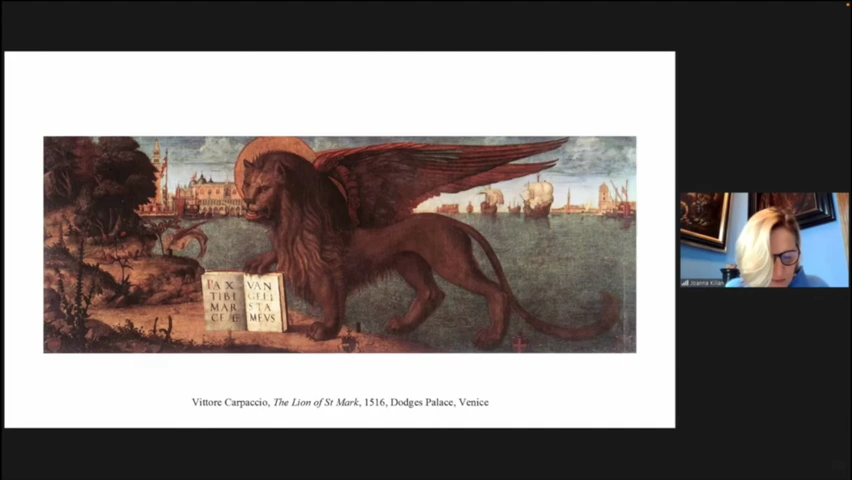 PAX
TIBI
MAR
CE
VAN
GELI
STA
MEVS
Vittore Carpaccio, The Lion of St Mark, 1516, Dodges Palace, Venice
Joanna Kilian